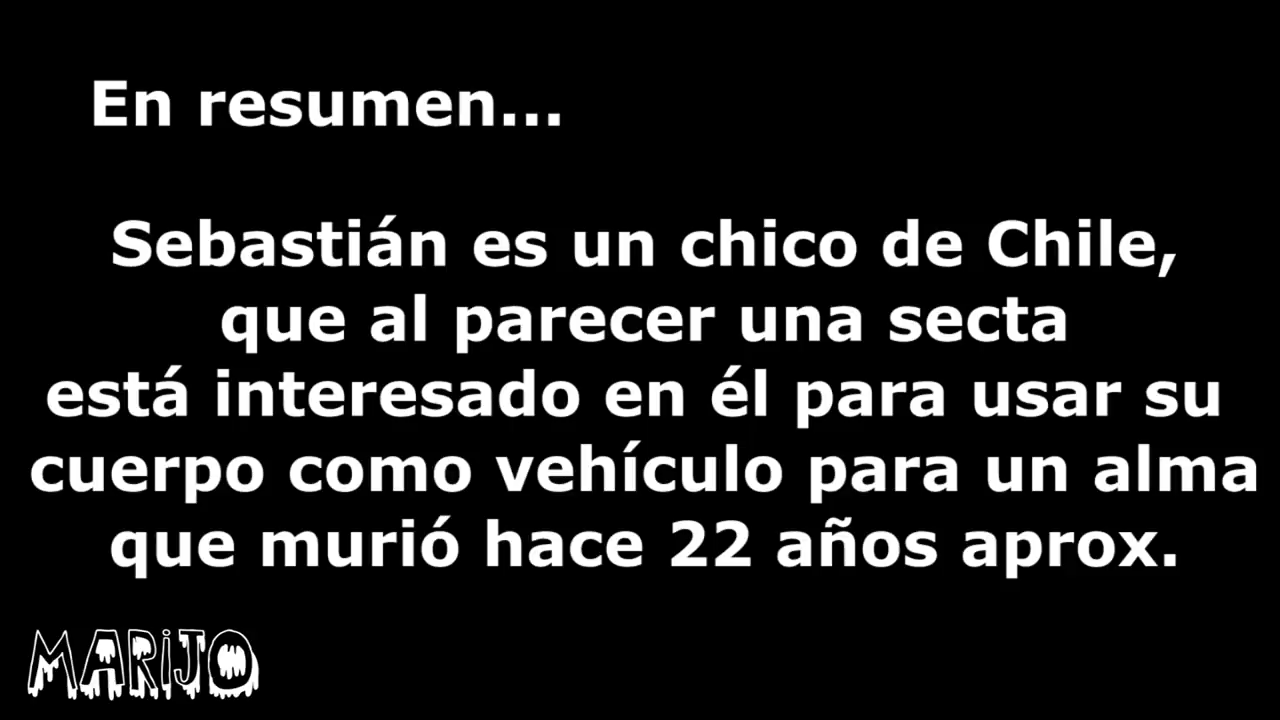 En resumen...
Sebastián es un chico de Chile,
que al parecer una secta
está interesado en él para usar su
cuerpo como vehículo para un alma
que murió hace 22 años aprox.
MARiJO